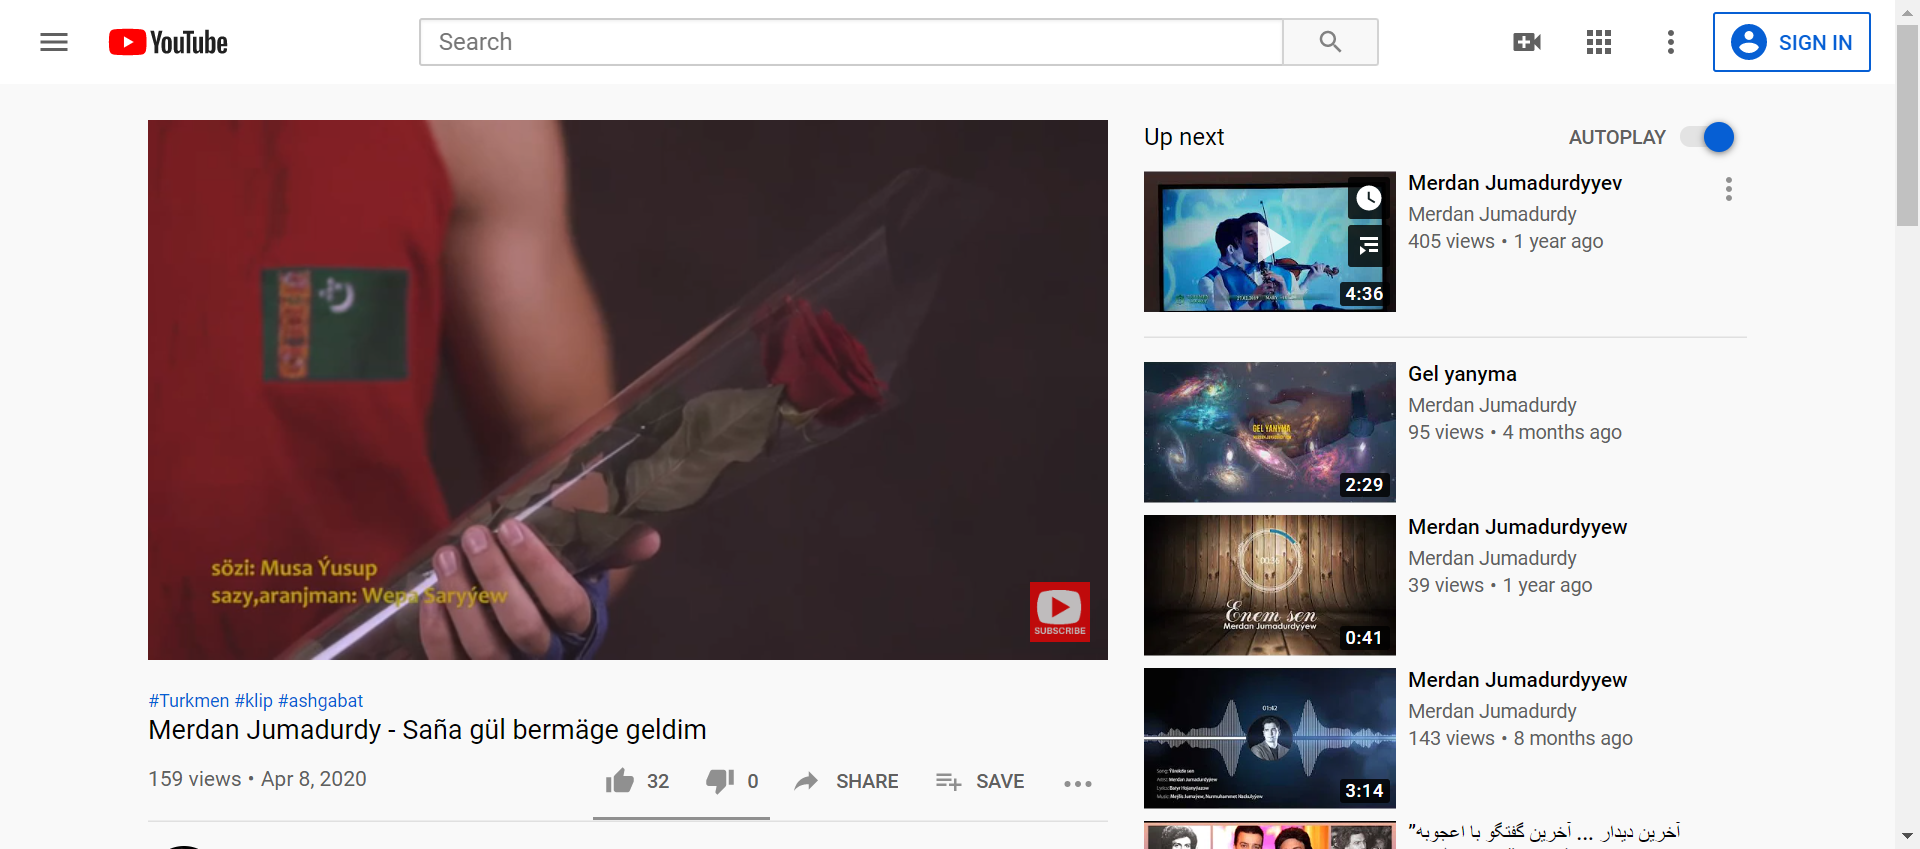 YouTube
Search
SIGN IN
sözi: Musa Ýusup
sazy,aranjman: Wepa Saryýew
SUBSCRIBE
#Turkmen #klip #ashgabat
Merdan Jumadurdy - Saña gül bermäge geldim
159 views • Apr 8, 2020
32
0
SHARE
SAVE
Up next
AUTOPLAY
4:36
Merdan Jumadurdyyev
Merdan Jumadurdy
405 views • 1 year ago
GEL YANYMA
2:29
Gel yanyma
Merdan Jumadurdy
95 views • 4 months ago
Enem sen
Merdan Jumadurdyýew
0:41
Merdan Jumadurdyyew
Merdan Jumadurdy
39 views • 1 year ago
01:42
3:14
Merdan Jumadurdyyew
Merdan Jumadurdy
143 views • 8 months ago
آخرین دیدار ... آخرین گفتگو با اعجوبه”